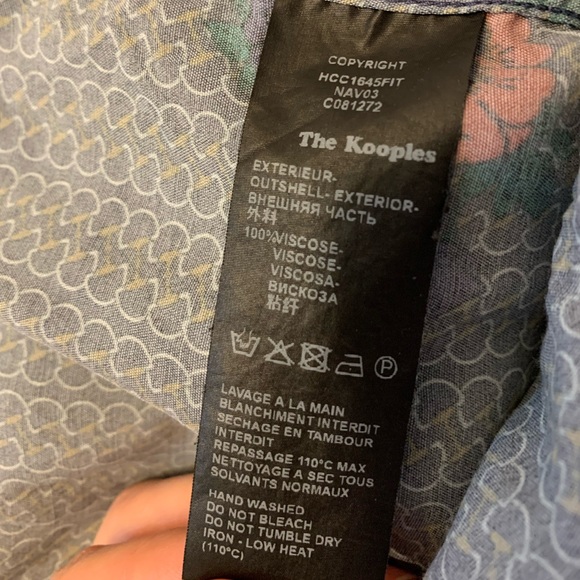 COPYRIGHT
HCC1645FIT
NAV03
C081272
The Kooples
EXTERIEUR-
OUTSHELL- EXTERIOR-
ВНЕШНЯЯ ЧАСТЬ
外料
100%VISCOSE-
VISCOSE-
VISCOSA-
ВИСКОЗА
粘纤
P
LAVAGE A LA MAIN
BLANCHIMENT INTERDIT
SECHAGE EN TAMBOUR
INTERDIT
REPASSAGE 110°C MAX
NETTOYAGE A SEC TOUS
SOLVANTS NORMAUX
HAND WASHED
DO NOT BLEACH
DO NOT TUMBLE DRY
IRON - LOW HEAT
(110°C)